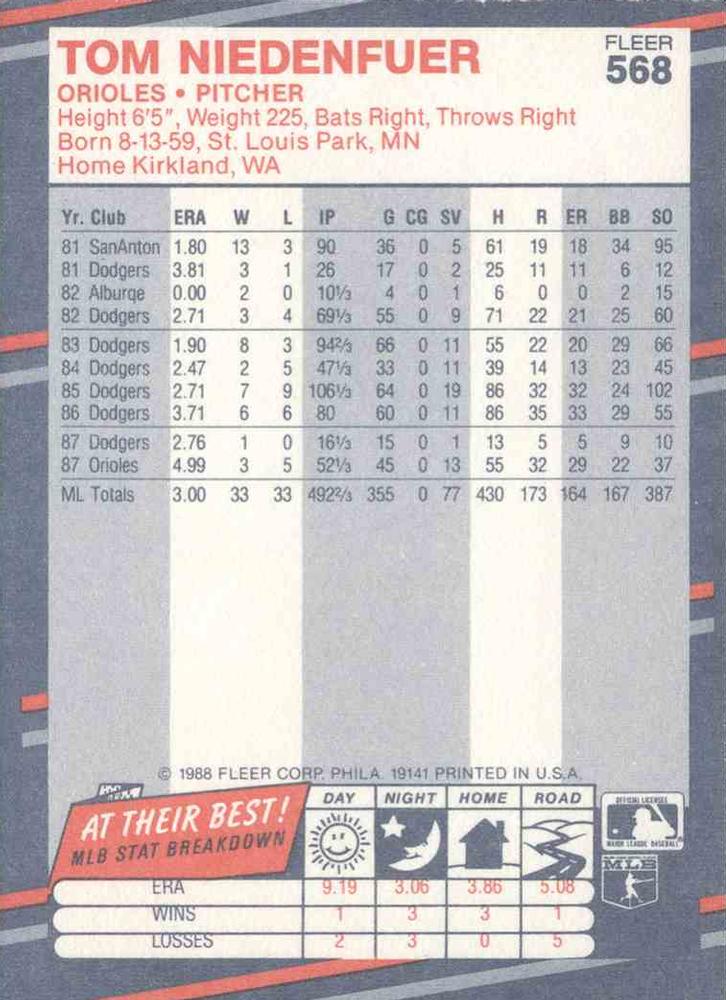 TOM NIEDENFUER
FLEER
568
ORIOLES • PITCHER
Height 6'5", Weight 225, Bats Right, Throws Right
Born 8-13-59, St. Louis Park, MN
Home Kirkland, WA
Yr. Club ERA W L IP G CG SV H R ER BB SO
81 SanAnton 1.80 13 3 90 36 0 5 61 19 18 34 95
81 Dodgers 3.81 3 1 26 17 0 2 25 11 11 6 12
82 Alburqe 0.00 2 0 10⅓ 4 0 1 6 0 0 2 15
82 Dodgers 2.71 3 4 69⅓ 55 0 9 71 22 21 25 60
83 Dodgers 1.90 8 3 94⅔ 66 0 11 55 22 20 29 66
84 Dodgers 2.47 2 5 47⅓ 33 0 11 39 14 13 23 45
85 Dodgers 2.71 7 9 106⅓ 64 0 19 86 32 32 24 102
86 Dodgers 3.71 6 6 80 60 0 11 86 35 33 29 55
87 Dodgers 2.76 1 0 16⅓ 15 0 1 13 5 5 9 10
87 Orioles 4.99 3 5 52⅓ 45 0 13 55 32 29 22 37
ML Totals 3.00 33 33 492⅔ 355 0 77 430 173 164 167 387
© 1988 FLEER CORP. PHILA. 19141 PRINTED IN U.S.A.
AT THEIR BEST!
MLB STAT BREAKDOWN
DAY NIGHT HOME ROAD
OFFICIAL LICENSEE
MAJOR LEAGUE BASEBALL
MLB
ERA 9.19 3.06 3.86 5.08
WINS 1 3 3 1
LOSSES 2 3 0 5